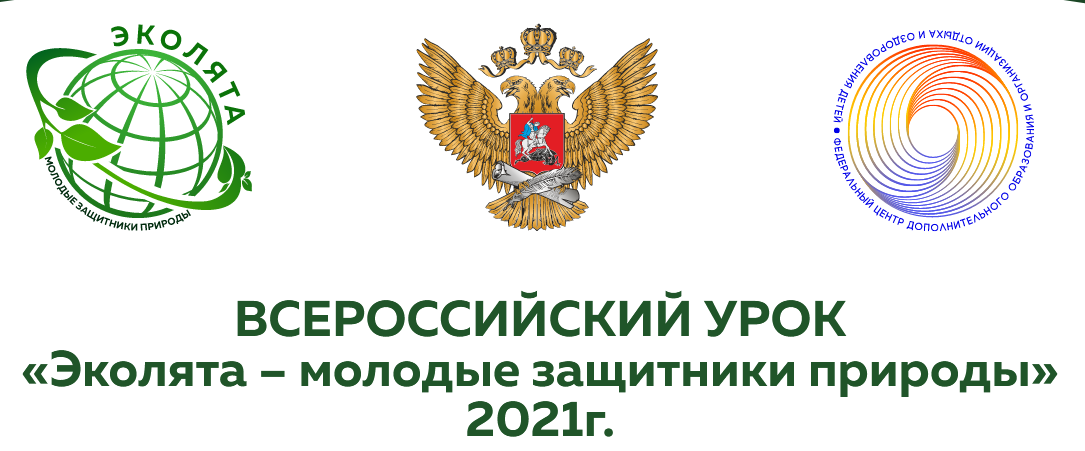 ЭКОЛЯТА
МОЛОДЫЕ ЗАЩИТНИКИ ПРИРОДЫ
ФЕДЕРАЛЬНЫЙ ЦЕНТР ДОПОЛНИТЕЛЬНОГО ОБРАЗОВАНИЯ И ОРГАНИЗАЦИИ ОТДЫХА И ОЗДОРОВЛЕНИЯ ДЕТЕЙ •
ВСЕРОССИЙСКИЙ УРОК
«Эколята – молодые защитники природы»
2021г.